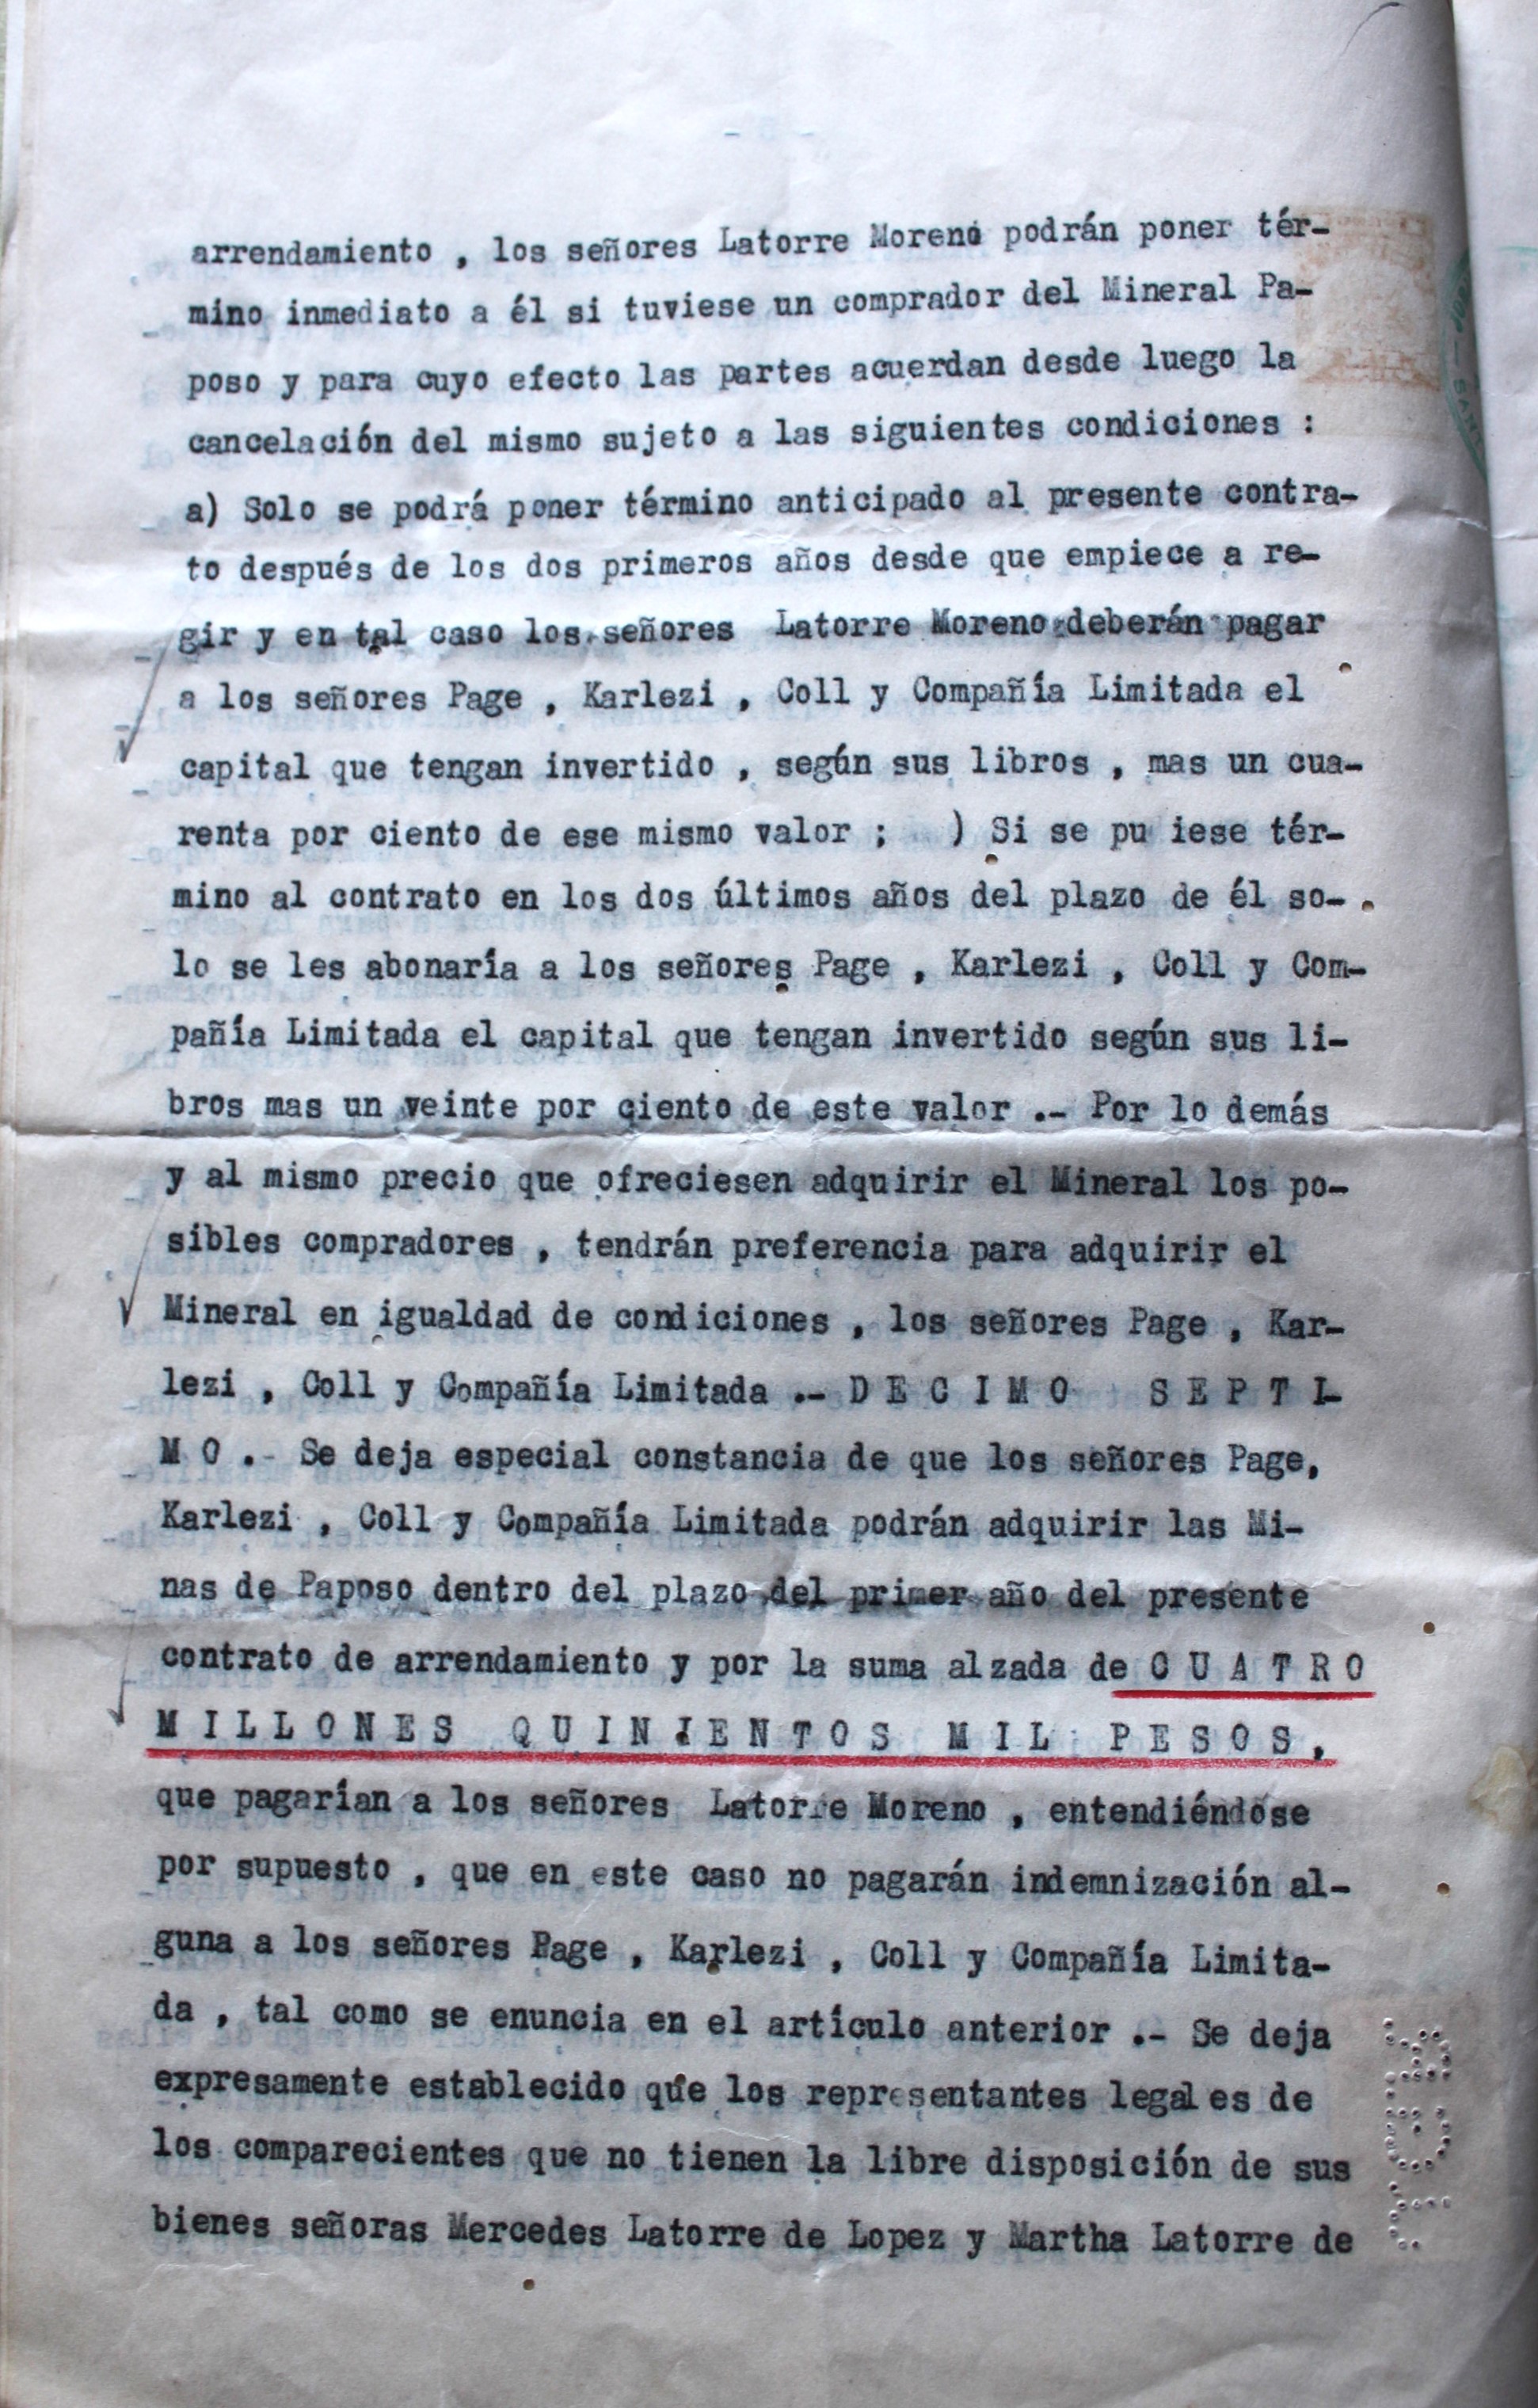 arrendamiento , los señores Latorre Moreno podrán poner tér-
mino inmediato a él si tuviese un comprador del Mineral Pa-
poso y para cuyo efecto las partes acuerdan desde luego la
cancelación del mismo sujeto a las siguientes condiciones :
a) Solo se podrá poner término anticipado al presente contra-
to después de los dos primeros años desde que empiece a re-
gir y en tal caso los señores Latorre Moreno deberán pagar
a los señores Page , Karlezi , Coll y Compañía Limitada el
capital que tengan invertido , según sus libros , mas un cua-
renta por ciento de ese mismo valor ; ) Si se pu iese tér-
mino al contrato en los dos últimos años del plazo de él so-
lo se les abonaría a los señores Page , Karlezi , Coll y Com-
pañía Limitada el capital que tengan invertido según sus li-
bros mas un veinte por ciento de este valor .- Por lo demás
y al mismo precio que ofreciesen adquirir el Mineral los po-
sibles compradores , tendrán preferencia para adquirir el
Mineral en igualdad de condiciones , los señores Page , Kar-
lezi , Coll y Compañía Limitada .- D E C I M O S E P T I-
M O .- Se deja especial constancia de que los señores Page,
Karlezi , Coll y Compañía Limitada podrán adquirir las Mi-
nas de Paposo dentro del plazo del primer año del presente
contrato de arrendamiento y por la suma alzada de C U A T R O
M I L L O N E S Q U I N I E N T O S M I L P E S O S ,
que pagarían a los señores Latorre Moreno , entendiéndose
por supuesto , que en este caso no pagarán indemnización al-
guna a los señores Page , Karlezi , Coll y Compañía Limita-
da , tal como se enuncia en el artículo anterior .- Se deja
expresamente establecido que los representantes legales de
los comparecientes que no tienen la libre disposición de sus
bienes señoras Mercedes Latorre de Lopez y Martha Latorre de